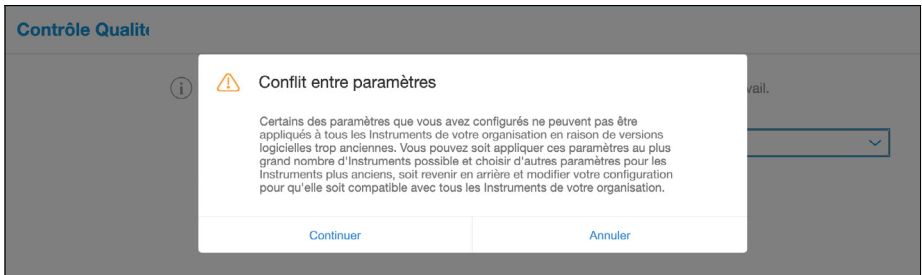 Contrôle Qualité
Conflit entre paramètres
vail.
Certains des paramètres que vous avez configurés ne peuvent pas être
appliqués à tous les Instruments de votre organisation en raison de versions
logicielles trop anciennes. Vous pouvez soit appliquer ces paramètres au plus
grand nombre d'Instruments possible et choisir d'autres paramètres pour les
Instruments plus anciens, soit revenir en arrière et modifier votre configuration
pour qu'elle soit compatible avec tous les Instruments de votre organisation.
Continuer
Annuler